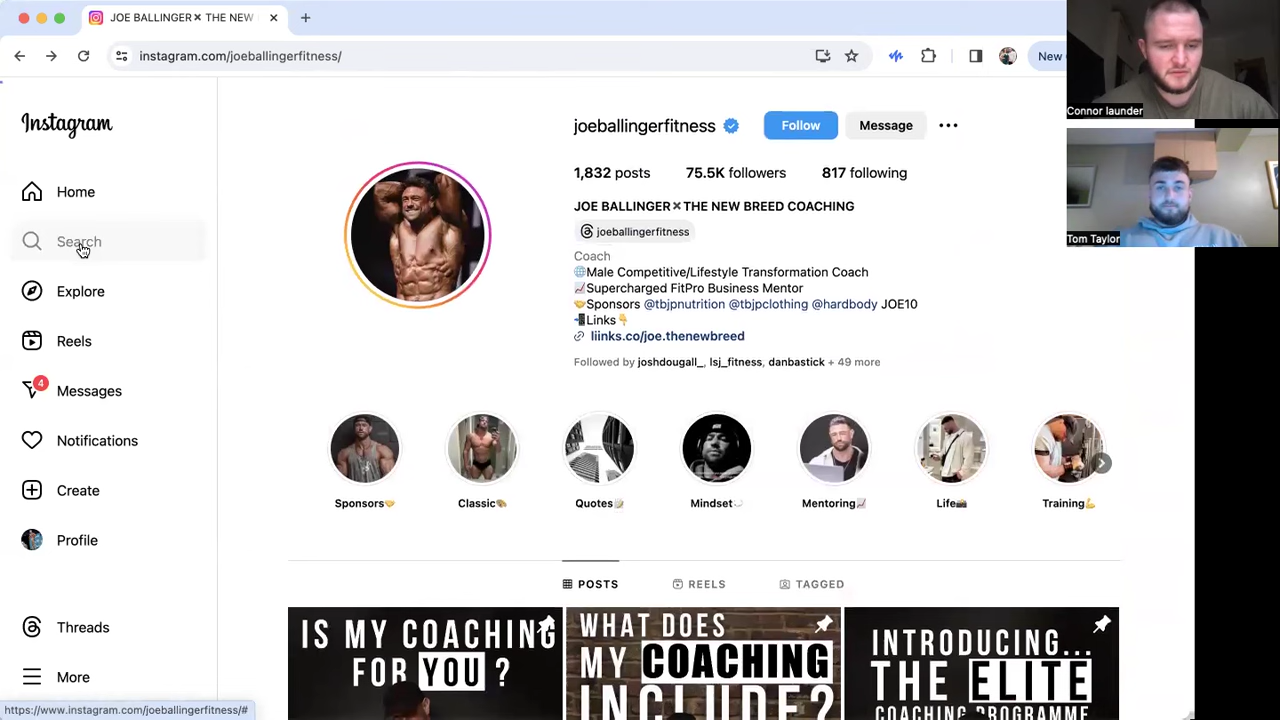 JOE BALLINGER✖ THE NEW
instagram.com/joeballingerfitness/
New
Connor launder
Tom Taylor
Instagram
Home
Search
Explore
Reels
4
Messages
Notifications
Create
Profile
Threads
More
https://www.instagram.com/joeballingerfitness/#
joeballingerfitness
Follow
Message
1,832 posts 75.5K followers 817 following
JOE BALLINGER✖THE NEW BREED COACHING
joeballingerfitness
Coach
🌐Male Competitive/Lifestyle Transformation Coach
📈Supercharged FitPro Business Mentor
🤝Sponsors @tbjpnutrition @tbjpclothing @hardbody JOE10
📲Links👇
liinks.co/joe.thenewbreed
Followed by joshdougall_, lsj_fitness, danbastick + 49 more
Sponsors🤝 Classic🎨 Quotes📝 Mindset💭 Mentoring📈 Life📸 Training💪
POSTS REELS TAGGED
IS MY COACHING
FOR YOU ?
WHAT DOES
MY COACHING
INCLUDE?
INTRODUCING...
THE ELITE
COACHING PROGRAMME